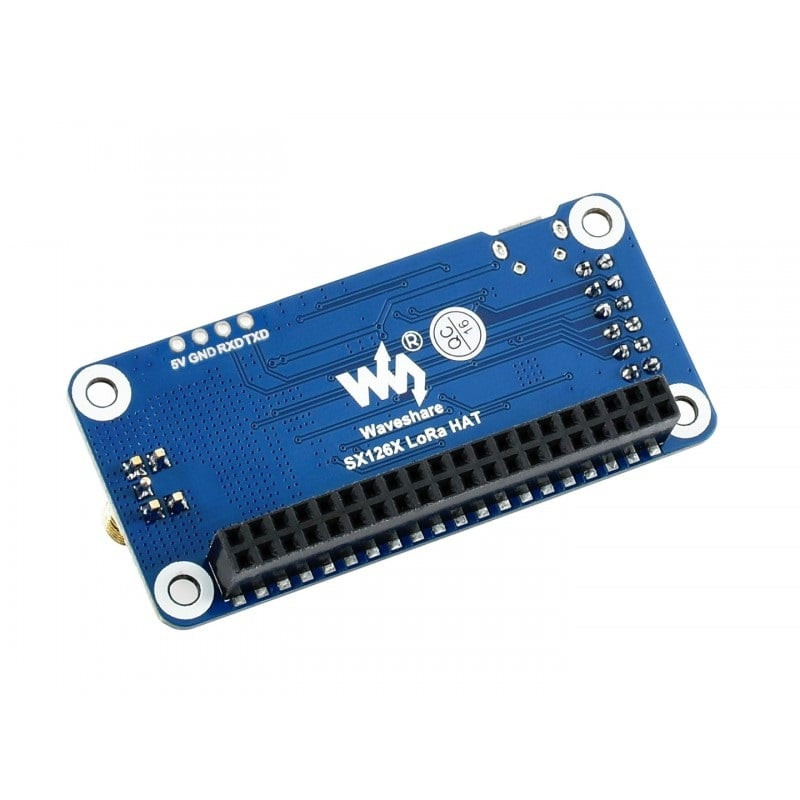 5V GND RXD TXD
®
QC
16
Waveshare
SX126X LoRa HAT